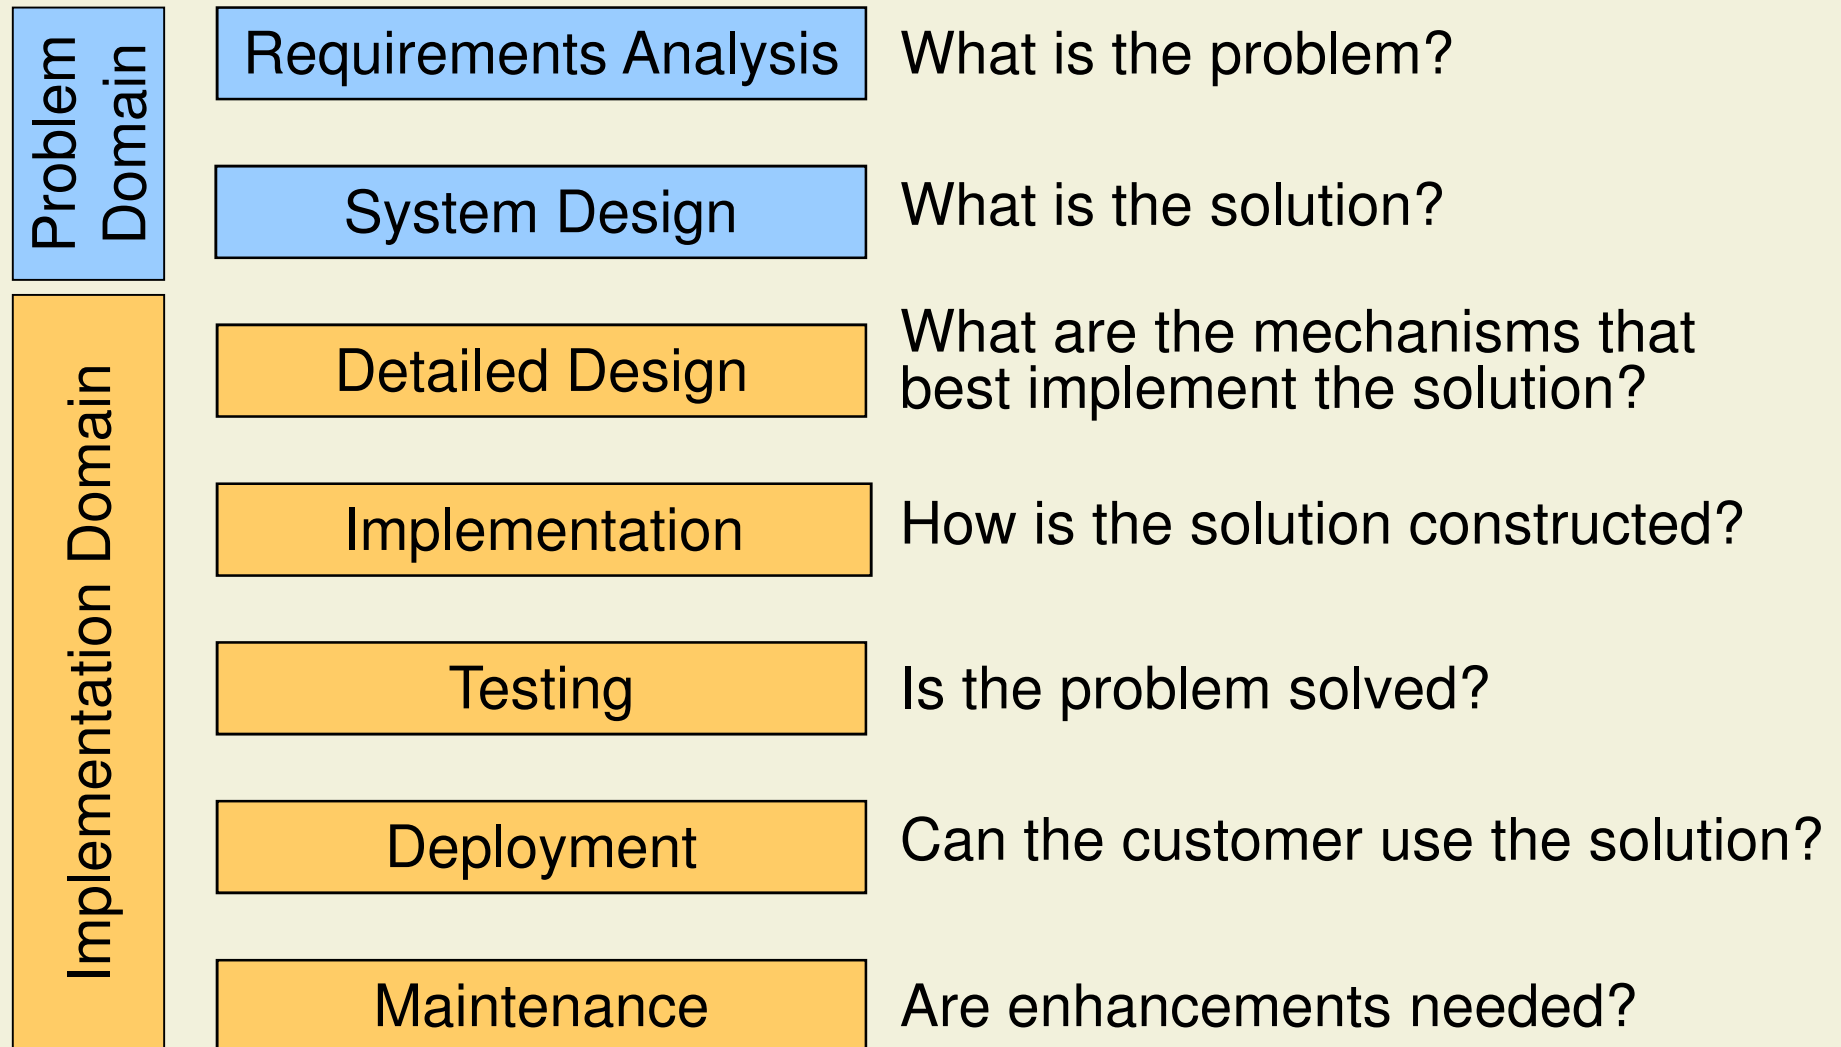 Problem
Domain
Requirements Analysis
What is the problem?
System Design
What is the solution?
Implementation Domain
Detailed Design
What are the mechanisms that
best implement the solution?
Implementation
How is the solution constructed?
Testing
Is the problem solved?
Deployment
Can the customer use the solution?
Maintenance
Are enhancements needed?